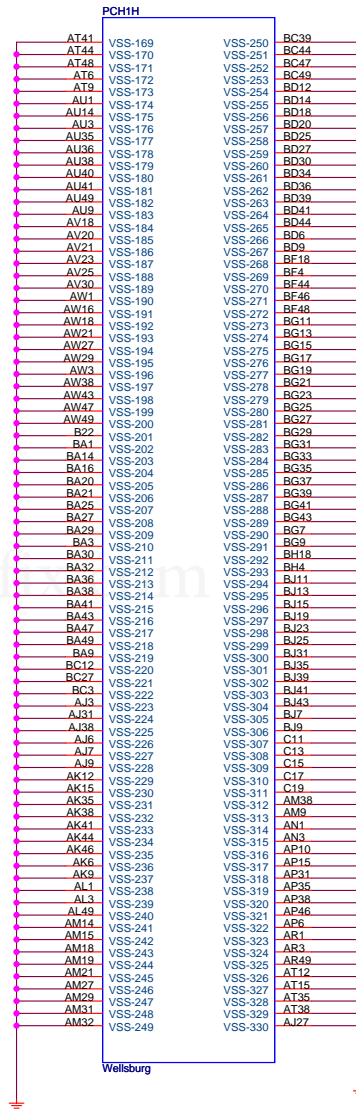 PCH1H
AT41 VSS-169 VSS-250 BC39
AT44 VSS-170 VSS-251 BC44
AT48 VSS-171 VSS-252 BC47
AT6 VSS-172 VSS-253 BC49
AT9 VSS-173 VSS-254 BD12
AU1 VSS-174 VSS-255 BD14
AU14 VSS-175 VSS-256 BD18
AU3 VSS-176 VSS-257 BD20
AU35 VSS-177 VSS-258 BD25
AU36 VSS-178 VSS-259 BD27
AU38 VSS-179 VSS-260 BD30
AU40 VSS-180 VSS-261 BD34
AU41 VSS-181 VSS-262 BD36
AU49 VSS-182 VSS-263 BD39
AU9 VSS-183 VSS-264 BD41
AV18 VSS-184 VSS-265 BD44
AV20 VSS-185 VSS-266 BD6
AV21 VSS-186 VSS-267 BD9
AV23 VSS-187 VSS-268 BF18
AV25 VSS-188 VSS-269 BF4
AV30 VSS-189 VSS-270 BF44
AW1 VSS-190 VSS-271 BF46
AW16 VSS-191 VSS-272 BF48
AW18 VSS-192 VSS-273 BG11
AW21 VSS-193 VSS-274 BG13
AW27 VSS-194 VSS-275 BG15
AW29 VSS-195 VSS-276 BG17
AW3 VSS-196 VSS-277 BG19
AW38 VSS-197 VSS-278 BG21
AW43 VSS-198 VSS-279 BG23
AW47 VSS-199 VSS-280 BG25
AW49 VSS-200 VSS-281 BG27
B22 VSS-201 VSS-282 BG29
BA1 VSS-202 VSS-283 BG31
BA14 VSS-203 VSS-284 BG33
BA16 VSS-204 VSS-285 BG35
BA20 VSS-205 VSS-286 BG37
BA21 VSS-206 VSS-287 BG39
BA25 VSS-207 VSS-288 BG41
BA27 VSS-208 VSS-289 BG43
BA29 VSS-209 VSS-290 BG7
BA3 VSS-210 VSS-291 BG9
BA30 VSS-211 VSS-292 BH18
BA32 VSS-212 VSS-293 BH4
BA36 VSS-213 VSS-294 BJ11
BA38 VSS-214 VSS-295 BJ13
BA41 VSS-215 VSS-296 BJ15
BA43 VSS-216 VSS-297 BJ19
BA47 VSS-217 VSS-298 BJ23
BA49 VSS-218 VSS-299 BJ25
BA9 VSS-219 VSS-300 BJ31
BC12 VSS-220 VSS-301 BJ35
BC27 VSS-221 VSS-302 BJ39
BC3 VSS-222 VSS-303 BJ41
AJ3 VSS-223 VSS-304 BJ43
AJ31 VSS-224 VSS-305 BJ7
AJ38 VSS-225 VSS-306 BJ9
AJ6 VSS-226 VSS-307 C11
AJ7 VSS-227 VSS-308 C13
AJ9 VSS-228 VSS-309 C15
AK12 VSS-229 VSS-310 C17
AK15 VSS-230 VSS-311 C19
AK35 VSS-231 VSS-312 AM38
AK38 VSS-232 VSS-313 AM9
AK41 VSS-233 VSS-314 AN1
AK44 VSS-234 VSS-315 AN3
AK46 VSS-235 VSS-316 AP10
AK6 VSS-236 VSS-317 AP15
AK9 VSS-237 VSS-318 AP31
AL1 VSS-238 VSS-319 AP35
AL3 VSS-239 VSS-320 AP38
AL49 VSS-240 VSS-321 AP46
AM14 VSS-241 VSS-322 AP6
AM15 VSS-242 VSS-323 AR1
AM18 VSS-243 VSS-324 AR3
AM19 VSS-244 VSS-325 AR49
AM21 VSS-245 VSS-326 AT12
AM27 VSS-246 VSS-327 AT15
AM29 VSS-247 VSS-328 AT35
AM31 VSS-248 VSS-329 AT38
AM32 VSS-249 VSS-330 AJ27
Wellsburg